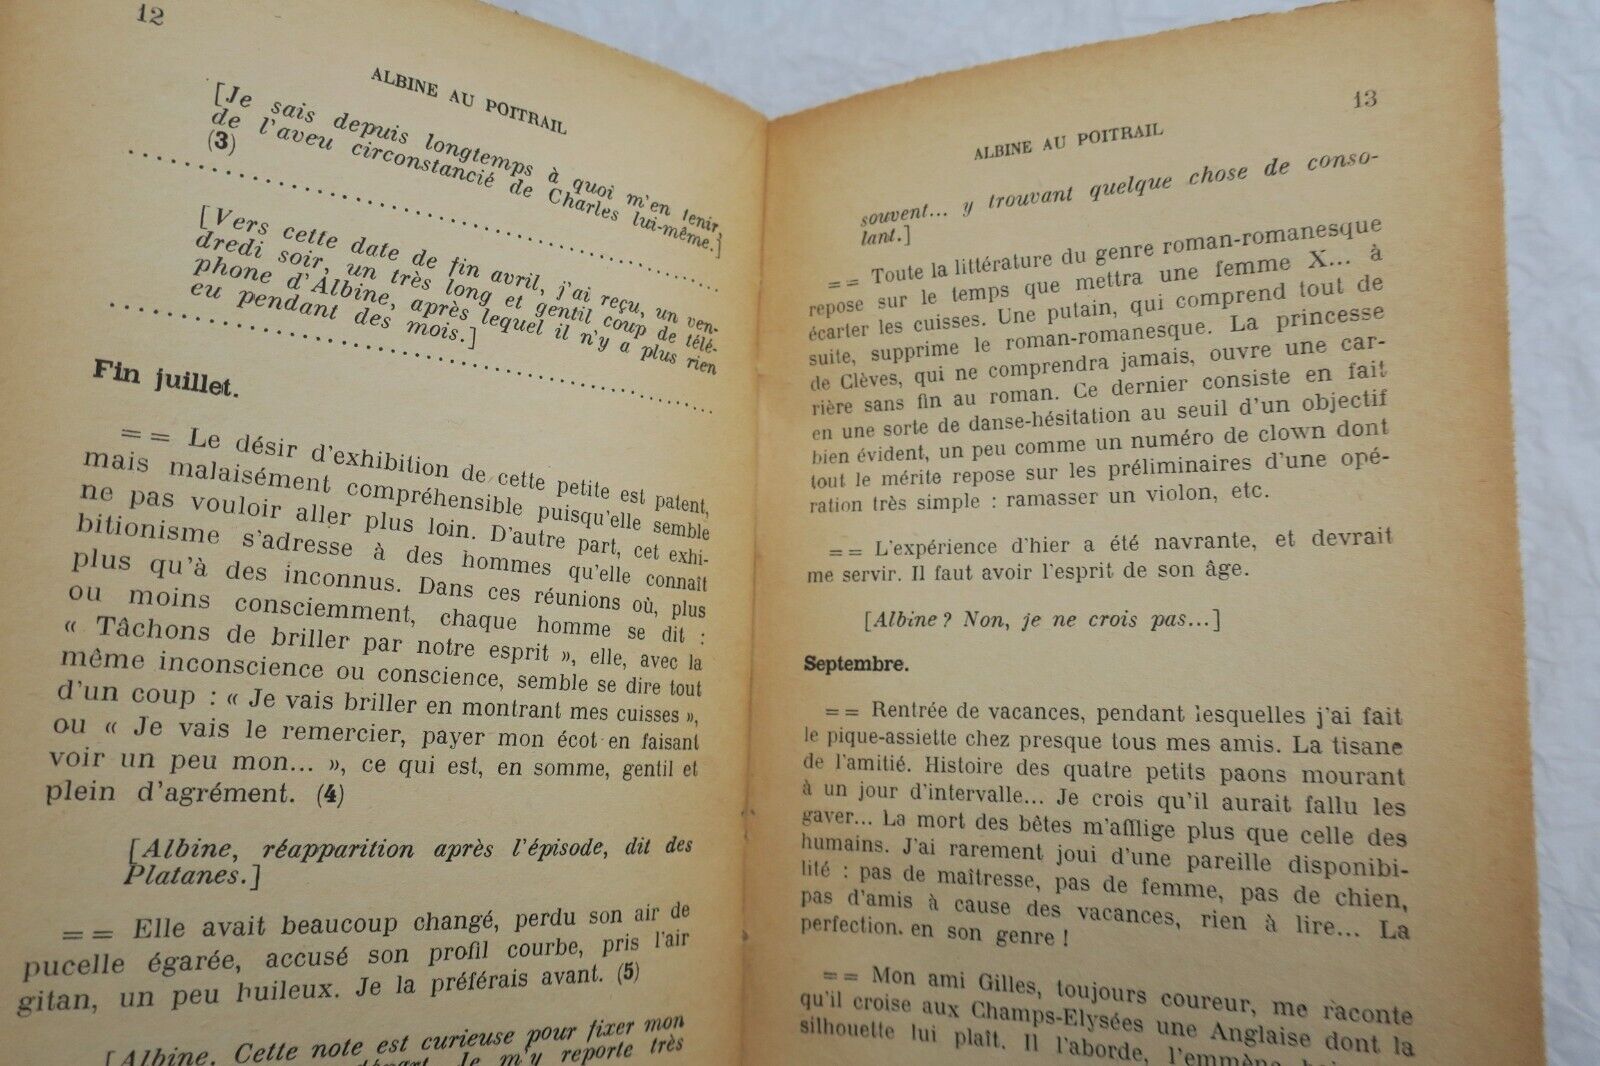 12
ALBINE AU POITRAIL
[Je sais depuis longtemps à quoi m'en tenir,
de l'aveu circonstancié de Charles lui-même.]
(3)
[Vers cette date de fin avril, j'ai reçu, un ven-
dredi soir, un très long et gentil coup de télé-
phone d'Albine, après lequel il n'y a plus rien
eu pendant des mois.]
Fin juillet.
== Le désir d'exhibition de cette petite est patent,
mais malaisément compréhensible puisqu'elle semble
ne pas vouloir aller plus loin. D'autre part, cet exhi-
bitionisme s'adresse à des hommes qu'elle connaît
plus qu'à des inconnus. Dans ces réunions où, plus
ou moins consciemment, chaque homme se dit :
« Tâchons de briller par notre esprit », elle, avec la
même inconscience ou conscience, semble se dire tout
d'un coup : « Je vais briller en montrant mes cuisses »,
ou « Je vais le remercier, payer mon écot en faisant
voir un peu mon... », ce qui est, en somme, gentil et
plein d'agrément. (4)
[Albine, réapparition après l'épisode, dit des
Platanes.]
== Elle avait beaucoup changé, perdu son air de
pucelle égarée, accusé son profil courbe, pris l'air
gitan, un peu huileux. Je la préférais avant. (5)
[Albine. Cette note est curieuse pour fixer mon
départ. Je m'y reporte très
13
ALBINE AU POITRAIL
souvent... y trouvant quelque chose de conso-
lant.]
== Toute la littérature du genre roman-romanesque
repose sur le temps que mettra une femme X... à
écarter les cuisses. Une putain, qui comprend tout de
suite, supprime le roman-romanesque. La princesse
de Clèves, qui ne comprendra jamais, ouvre une car-
rière sans fin au roman. Ce dernier consiste en fait
en une sorte de danse-hésitation au seuil d'un objectif
bien évident, un peu comme un numéro de clown dont
tout le mérite repose sur les préliminaires d'une opé-
ration très simple : ramasser un violon, etc.
== L'expérience d'hier a été navrante, et devrait
me servir. Il faut avoir l'esprit de son âge.
[Albine ? Non, je ne crois pas...]
Septembre.
== Rentrée de vacances, pendant lesquelles j'ai fait
le pique-assiette chez presque tous mes amis. La tisane
de l'amitié. Histoire des quatre petits paons mourant
à un jour d'intervalle... Je crois qu'il aurait fallu les
gaver... La mort des bêtes m'afflige plus que celle des
humains. J'ai rarement joui d'une pareille disponibi-
lité : pas de maîtresse, pas de femme, pas de chien,
pas d'amis à cause des vacances, rien à lire... La
perfection. en son genre !
== Mon ami Gilles, toujours coureur, me raconte
qu'il croise aux Champs-Elysées une Anglaise dont la
silhouette lui plaît. Il l'aborde, l'emmène